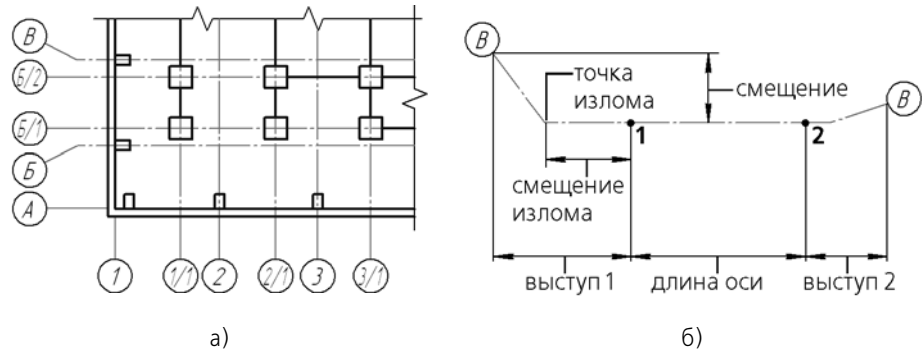 В
Б/2
Б/1
Б
А
1
1/1
2
2/1
3
3/1
а)
В
точка
излома
смещение
В
1
2
смещение
излома
выступ 1
длина оси
выступ 2
б)